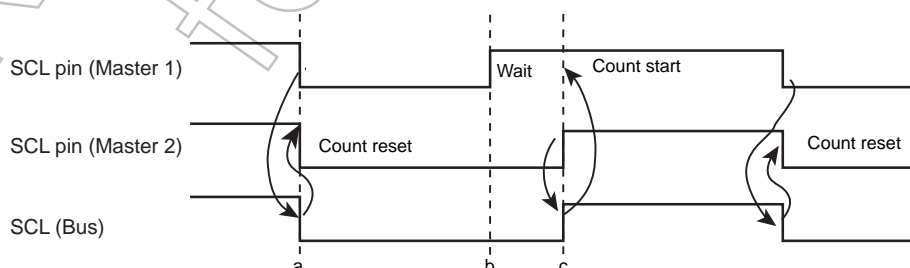 SCL pin (Master 1)
Wait
Count start
SCL pin (Master 2)
Count reset
Count reset
SCL (Bus)
a
b
c